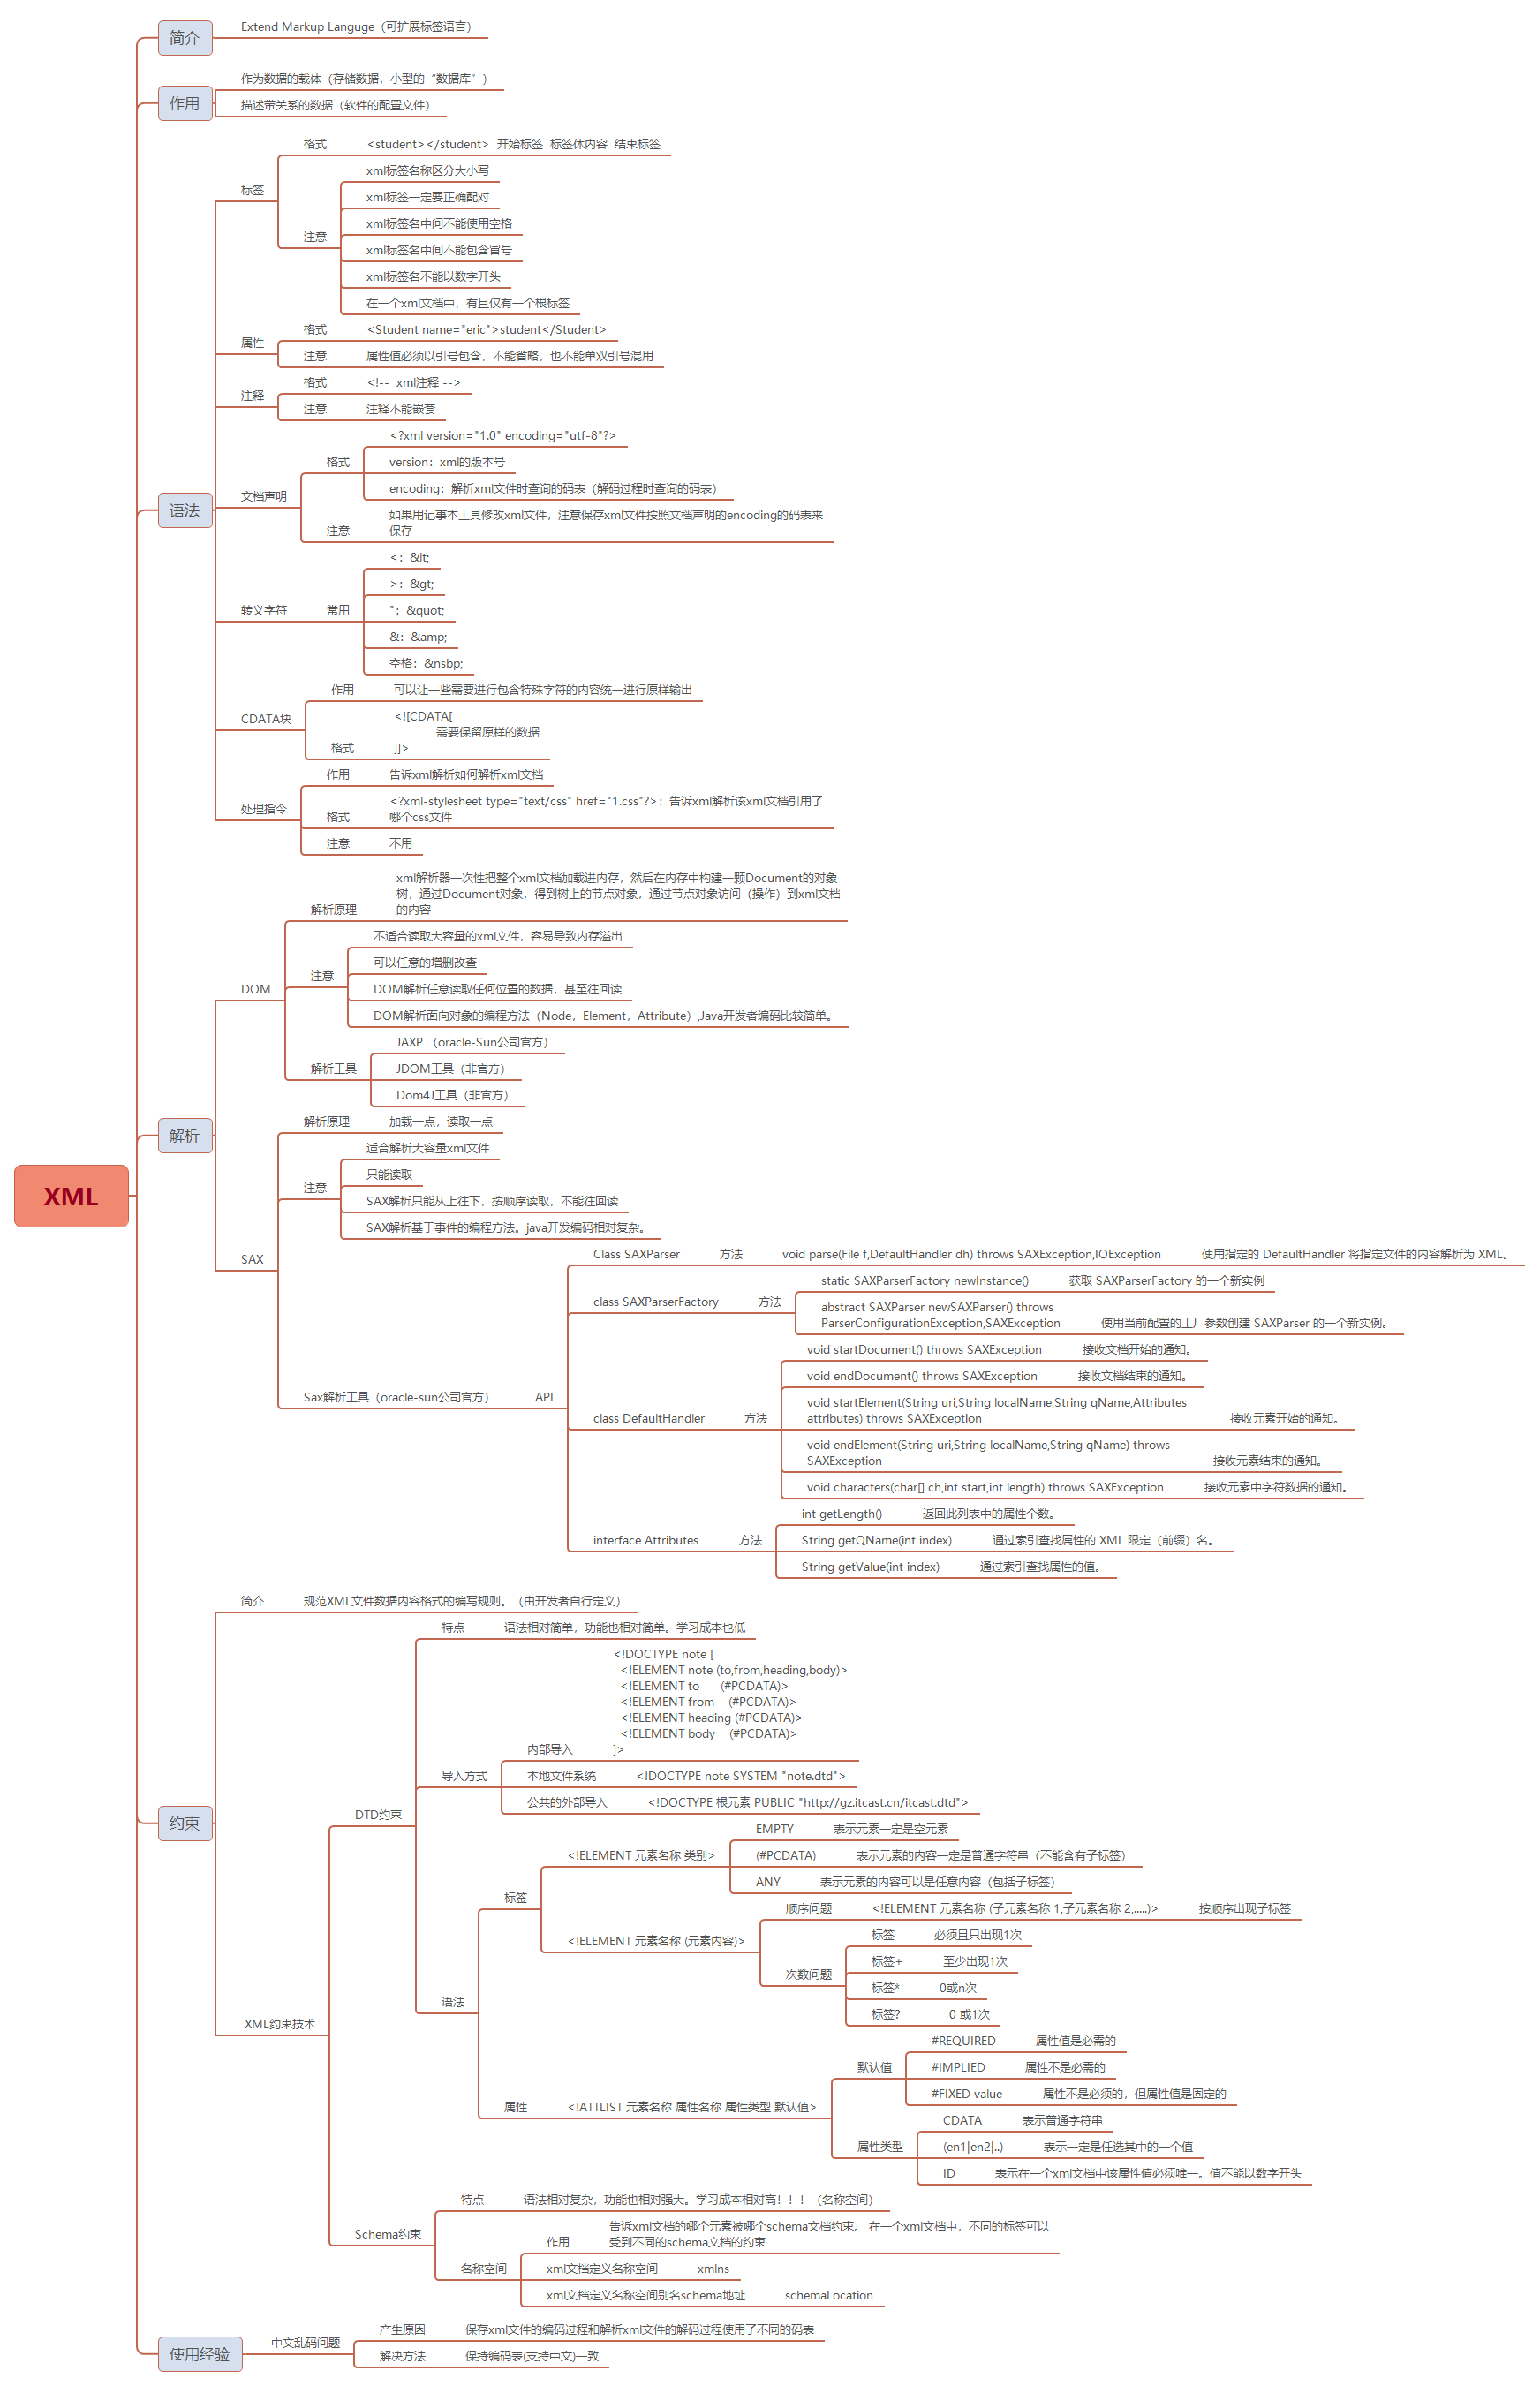 XML
简介
Extend Markup Languge（可扩展标签语言）
作用
作为数据的载体（存储数据，小型的“数据库”）
描述带关系的数据（软件的配置文件）
语法
标签
格式
<student></student>  开始标签  标签体内容  结束标签
注意
xml标签名称区分大小写
xml标签一定要正确配对
xml标签名中间不能使用空格
xml标签名中间不能包含冒号
xml标签名不能以数字开头
在一个xml文档中，有且仅有一个根标签
属性
格式
<Student name="eric">student</Student>
注意
属性值必须以引号包含，不能省略，也不能单双引号混用
注释
格式
<!--  xml注释 -->
注意
注释不能嵌套
文档声明
格式
<?xml version="1.0" encoding="utf-8"?>
version：xml的版本号
encoding：解析xml文件时查询的码表（解码过程时查询的码表）
注意
如果用记事本工具修改xml文件，注意保存xml文件按照文档声明的encoding的码表来
保存
转义字符
常用
<：&lt;
>：&gt;
"：&quot;
&：&amp;
空格：&nsbp;
CDATA块
作用
可以让一些需要进行包含特殊字符的内容统一进行原样输出
格式
<![CDATA[
需要保留原样的数据
]]>
处理指令
作用
告诉xml解析如何解析xml文档
格式
<?xml-stylesheet type="text/css" href="1.css"?>：告诉xml解析该xml文档引用了
哪个css文件
注意
不用
解析
DOM
解析原理
xml解析器一次性把整个xml文档加载进内存，然后在内存中构建一颗Document的对象
树，通过Document对象，得到树上的节点对象，通过节点对象访问（操作）到xml文档
的内容
注意
不适合读取大容量的xml文件，容易导致内存溢出
可以任意的增删改查
DOM解析任意读取任何位置的数据，甚至往回读
DOM解析面向对象的编程方法（Node，Element，Attribute）,Java开发者编码比较简单。
解析工具
JAXP （oracle-Sun公司官方）
JDOM工具（非官方）
Dom4J工具（非官方）
SAX
解析原理
加载一点，读取一点
注意
适合解析大容量xml文件
只能读取
SAX解析只能从上往下，按顺序读取，不能往回读
SAX解析基于事件的编程方法。java开发编码相对复杂。
Sax解析工具（oracle-sun公司官方）
API
Class SAXParser
方法
void parse(File f,DefaultHandler dh) throws SAXException,IOException
使用指定的 DefaultHandler 将指定文件的内容解析为 XML。
class SAXParserFactory
方法
static SAXParserFactory newInstance()
获取 SAXParserFactory 的一个新实例
abstract SAXParser newSAXParser() throws
ParserConfigurationException,SAXException
使用当前配置的工厂参数创建 SAXParser 的一个新实例。
class DefaultHandler
方法
void startDocument() throws SAXException
接收文档开始的通知。
void endDocument() throws SAXException
接收文档结束的通知。
void startElement(String uri,String localName,String qName,Attributes
attributes) throws SAXException
接收元素开始的通知。
void endElement(String uri,String localName,String qName) throws
SAXException
接收元素结束的通知。
void characters(char[] ch,int start,int length) throws SAXException
接收元素中字符数据的通知。
interface Attributes
方法
int getLength()
返回此列表中的属性个数。
String getQName(int index)
通过索引查找属性的 XML 限定（前缀）名。
String getValue(int index)
通过索引查找属性的值。
约束
简介
规范XML文件数据内容格式的编写规则。（由开发者自行定义）
XML约束技术
DTD约束
特点
语法相对简单，功能也相对简单。学习成本也低
导入方式
内部导入
<!DOCTYPE note [
<!ELEMENT note (to,from,heading,body)>
<!ELEMENT to      (#PCDATA)>
<!ELEMENT from    (#PCDATA)>
<!ELEMENT heading (#PCDATA)>
<!ELEMENT body    (#PCDATA)>
]>
本地文件系统
<!DOCTYPE note SYSTEM "note.dtd">
公共的外部导入
<!DOCTYPE 根元素 PUBLIC "http://gz.itcast.cn/itcast.dtd">
语法
标签
<!ELEMENT 元素名称 类别>
EMPTY
表示元素一定是空元素
(#PCDATA)
表示元素的内容一定是普通字符串（不能含有子标签）
ANY
表示元素的内容可以是任意内容（包括子标签）
<!ELEMENT 元素名称 (元素内容)>
顺序问题
<!ELEMENT 元素名称 (子元素名称 1,子元素名称 2,.....)>
按顺序出现子标签
次数问题
标签
必须且只出现1次
标签+
至少出现1次
标签*
0或n次
标签?
0 或1次
属性
<!ATTLIST 元素名称 属性名称 属性类型 默认值>
默认值
#REQUIRED
属性值是必需的
#IMPLIED
属性不是必需的
#FIXED value
属性不是必须的，但属性值是固定的
属性类型
CDATA
表示普通字符串
(en1|en2|..)
表示一定是任选其中的一个值
ID
表示在一个xml文档中该属性值必须唯一。值不能以数字开头
Schema约束
特点
语法相对复杂，功能也相对强大。学习成本相对高！！！（名称空间）
名称空间
作用
告诉xml文档的哪个元素被哪个schema文档约束。 在一个xml文档中，不同的标签可以
受到不同的schema文档的约束
xml文档定义名称空间
xmlns
xml文档定义名称空间别名schema地址
schemaLocation
使用经验
中文乱码问题
产生原因
保存xml文件的编码过程和解析xml文件的解码过程使用了不同的码表
解决方法
保持编码表(支持中文)一致